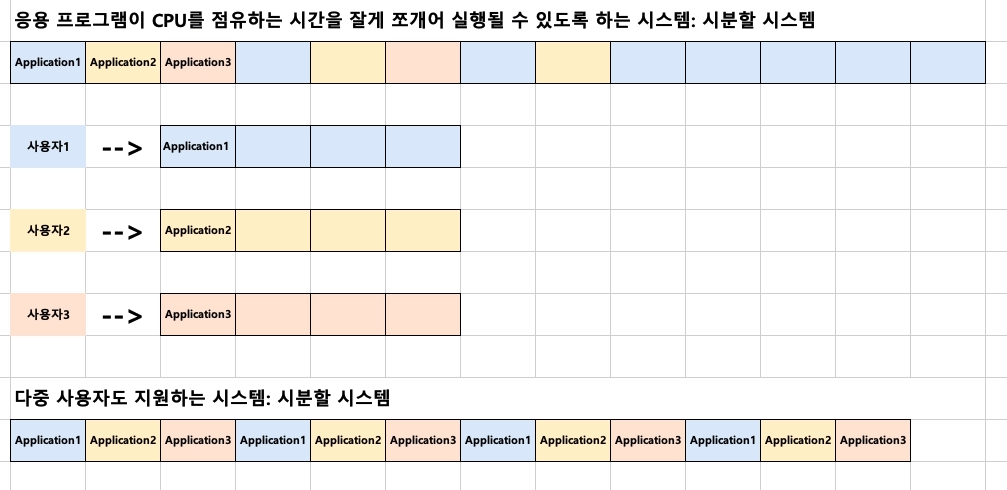 응용 프로그램이 CPU를 점유하는 시간을 잘게 쪼개어 실행될 수 있도록 하는 시스템: 시분할 시스템
Application1 Application2 Application3
사용자1 --> Application1
사용자2 --> Application2
사용자3 --> Application3
다중 사용자도 지원하는 시스템: 시분할 시스템
Application1 Application2 Application3 Application1 Application2 Application3 Application1 Application2 Application3 Application1 Application2 Application3